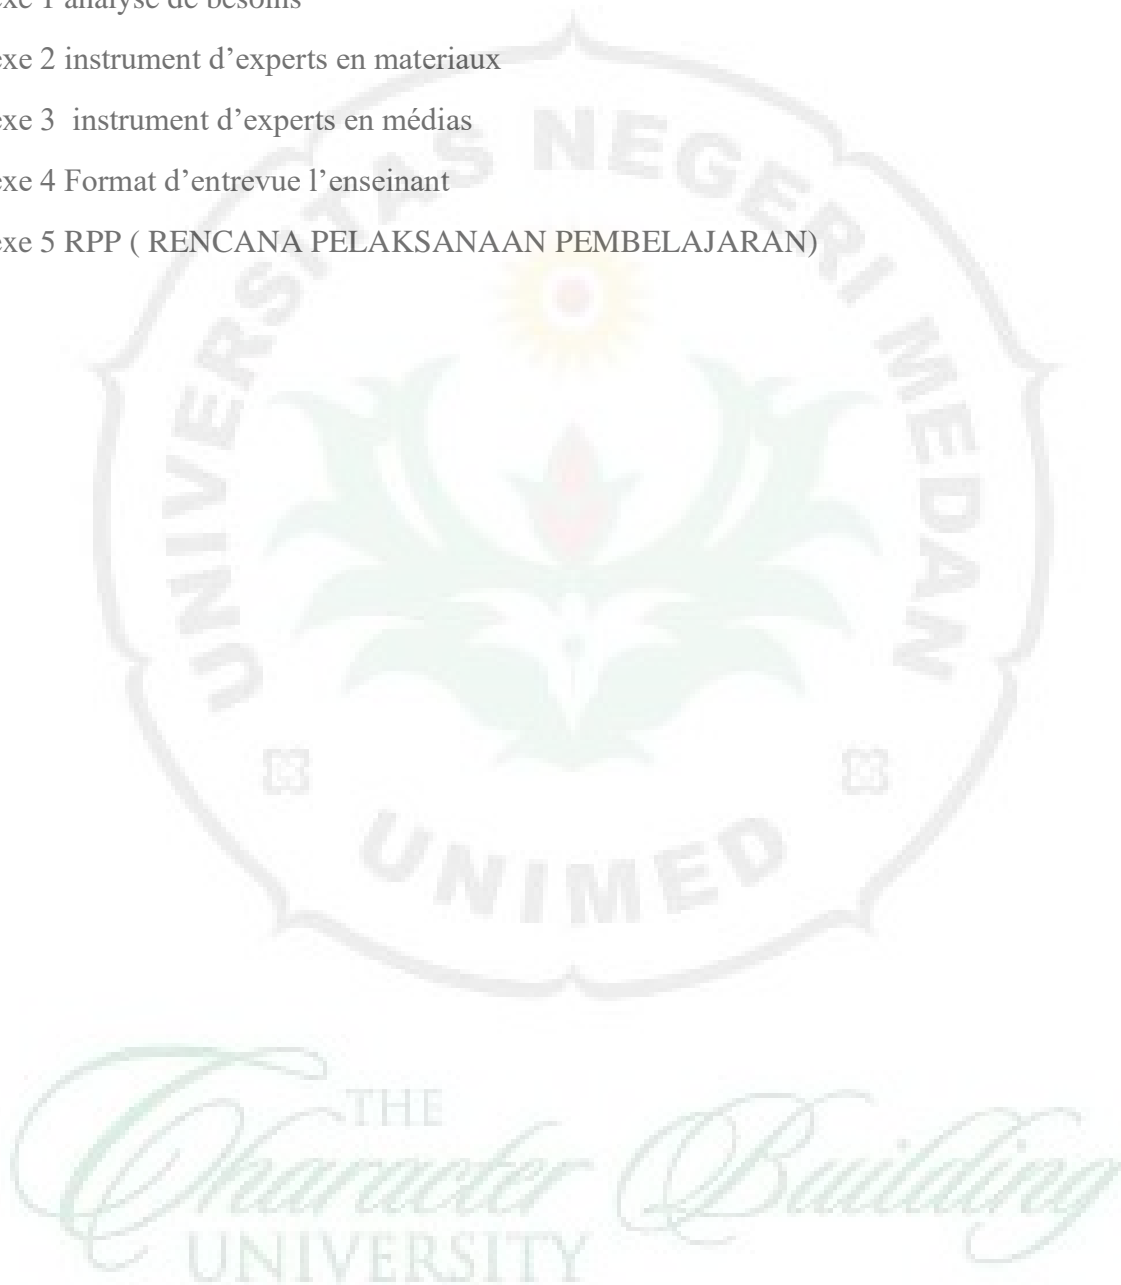 exe 1 analyse de besoins
exe 2 instrument d'experts en materiaux
exe 3 instrument d'experts en médias
exe 4 Format d'entrevue l'enseinant
exe 5 RPP ( RENCANA PELAKSANAAN PEMBELAJARAN)
UNIVERSITAS NEGERI MEDAN
UNIMED
THE
Character Building
UNIVERSITY